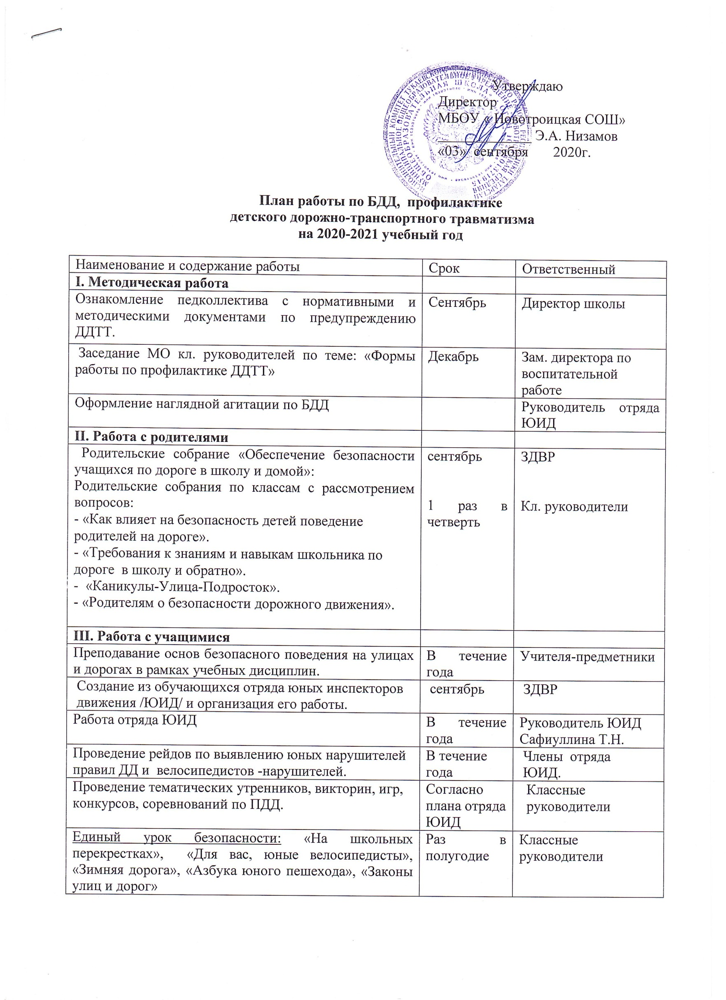 Утверждаю
Директор
МБОУ « Новотроицкая СОШ»
Э.А. Низамов
«03» сентября 2020г.
План работы по БДД, профилактике
детского дорожно-транспортного травматизма
на 2020-2021 учебный год
Наименование и содержание работы Срок Ответственный
I. Методическая работа
Ознакомление педколлектива с нормативными и
методическими документами по предупреждению
ДДТТ.
Сентябрь
Директор школы
Заседание МО кл. руководителей по теме: «Формы
работы по профилактике ДДТТ»
Декабрь
Зам. директора по
воспитательной
работе
Оформление наглядной агитации по БДД
Руководитель отряда
ЮИД
II. Работа с родителями
Родительские собрание «Обеспечение безопасности
учащихся по дороге в школу и домой»:
Родительские собрания по классам с рассмотрением
вопросов:
- «Как влияет на безопасность детей поведение
родителей на дороге».
- «Требования к знаниям и навыкам школьника по
дороге в школу и обратно».
- «Каникулы-Улица-Подросток».
- «Родителям о безопасности дорожного движения».
сентябрь
1 раз в
четверть
ЗДВР
Кл. руководители
III. Работа с учащимися
Преподавание основ безопасного поведения на улицах
и дорогах в рамках учебных дисциплин.
В течение
года
Учителя-предметники
Создание из обучающихся отряда юных инспекторов
движения /ЮИД/ и организация его работы.
сентябрь
ЗДВР
Работа отряда ЮИД
В течение
года
Руководитель ЮИД
Сафиуллина Т.Н.
Проведение рейдов по выявлению юных нарушителей
правил ДД и велосипедистов -нарушителей.
В течение
года
Члены отряда
ЮИД.
Проведение тематических утренников, викторин, игр,
конкурсов, соревнований по ПДД.
Согласно
плана отряда
ЮИД
Классные
руководители
Единый урок безопасности: «На школьных
перекрестках», «Для вас, юные велосипедисты»,
«Зимняя дорога», «Азбука юного пешехода», «Законы
улиц и дорог»
Раз в
полугодие
Классные
руководители